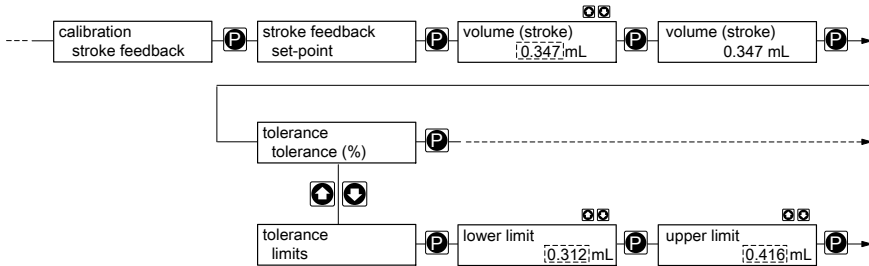 calibration
stroke feedback
P
stroke feedback
set-point
P
volume (stroke)
0.347 mL
P
volume (stroke)
0.347 mL
P
tolerance
tolerance (%)
P
tolerance
limits
P
lower limit
0.312 mL
P
upper limit
0.416 mL
P